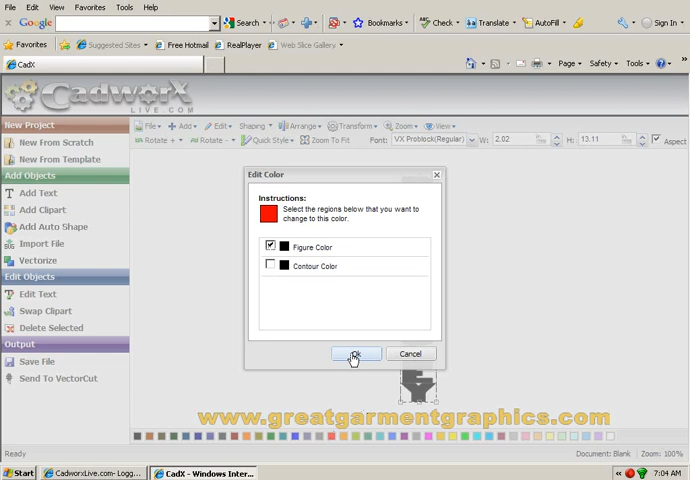 File Edit View Favorites Tools Help
Google Search Bookmarks Check Translate AutoFill Sign In
Favorites Suggested Sites Free Hotmail RealPlayer Web Slice Gallery
CadX Page Safety Tools
CadworX
LIVE.COM
New Project File Add Edit Shaping Arrange Transform Zoom View
Rotate + Rotate - Quick Style Zoom To Fit Font: VX Problock(Regular) W: 2.02 H: 13.11 Aspect
New From Scratch
New From Template
Add Objects
Add Text
Add Clipart
Add Auto Shape
Import File
Vectorize
Edit Objects
Edit Text
Swap Clipart
Delete Selected
Output
Save File
Send To VectorCut
Edit Color
Instructions:
Select the regions below that you want
to change to this color.
Figure Color
Contour Color
Ok Cancel
www.greatgarmentgraphics.com
Ready Document: Blank Zoom: 100%
Start CadworxLive.com- Logg... CadX - Windows Inter... 7:04 AM